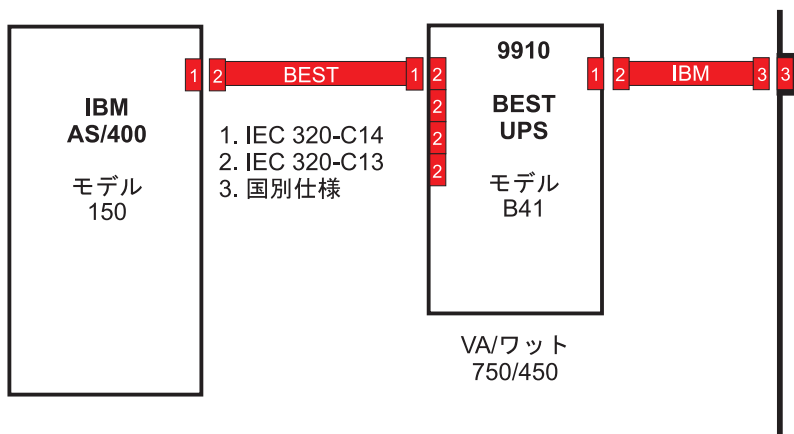 IBM
AS/400
モデル
150
1
2 BEST 1
1. IEC 320-C14
2. IEC 320-C13
3. 国別仕様
9910
BEST
UPS
モデル
B41
2
2
2
2
1
2 IBM 3
3
VA/ワット
750/450